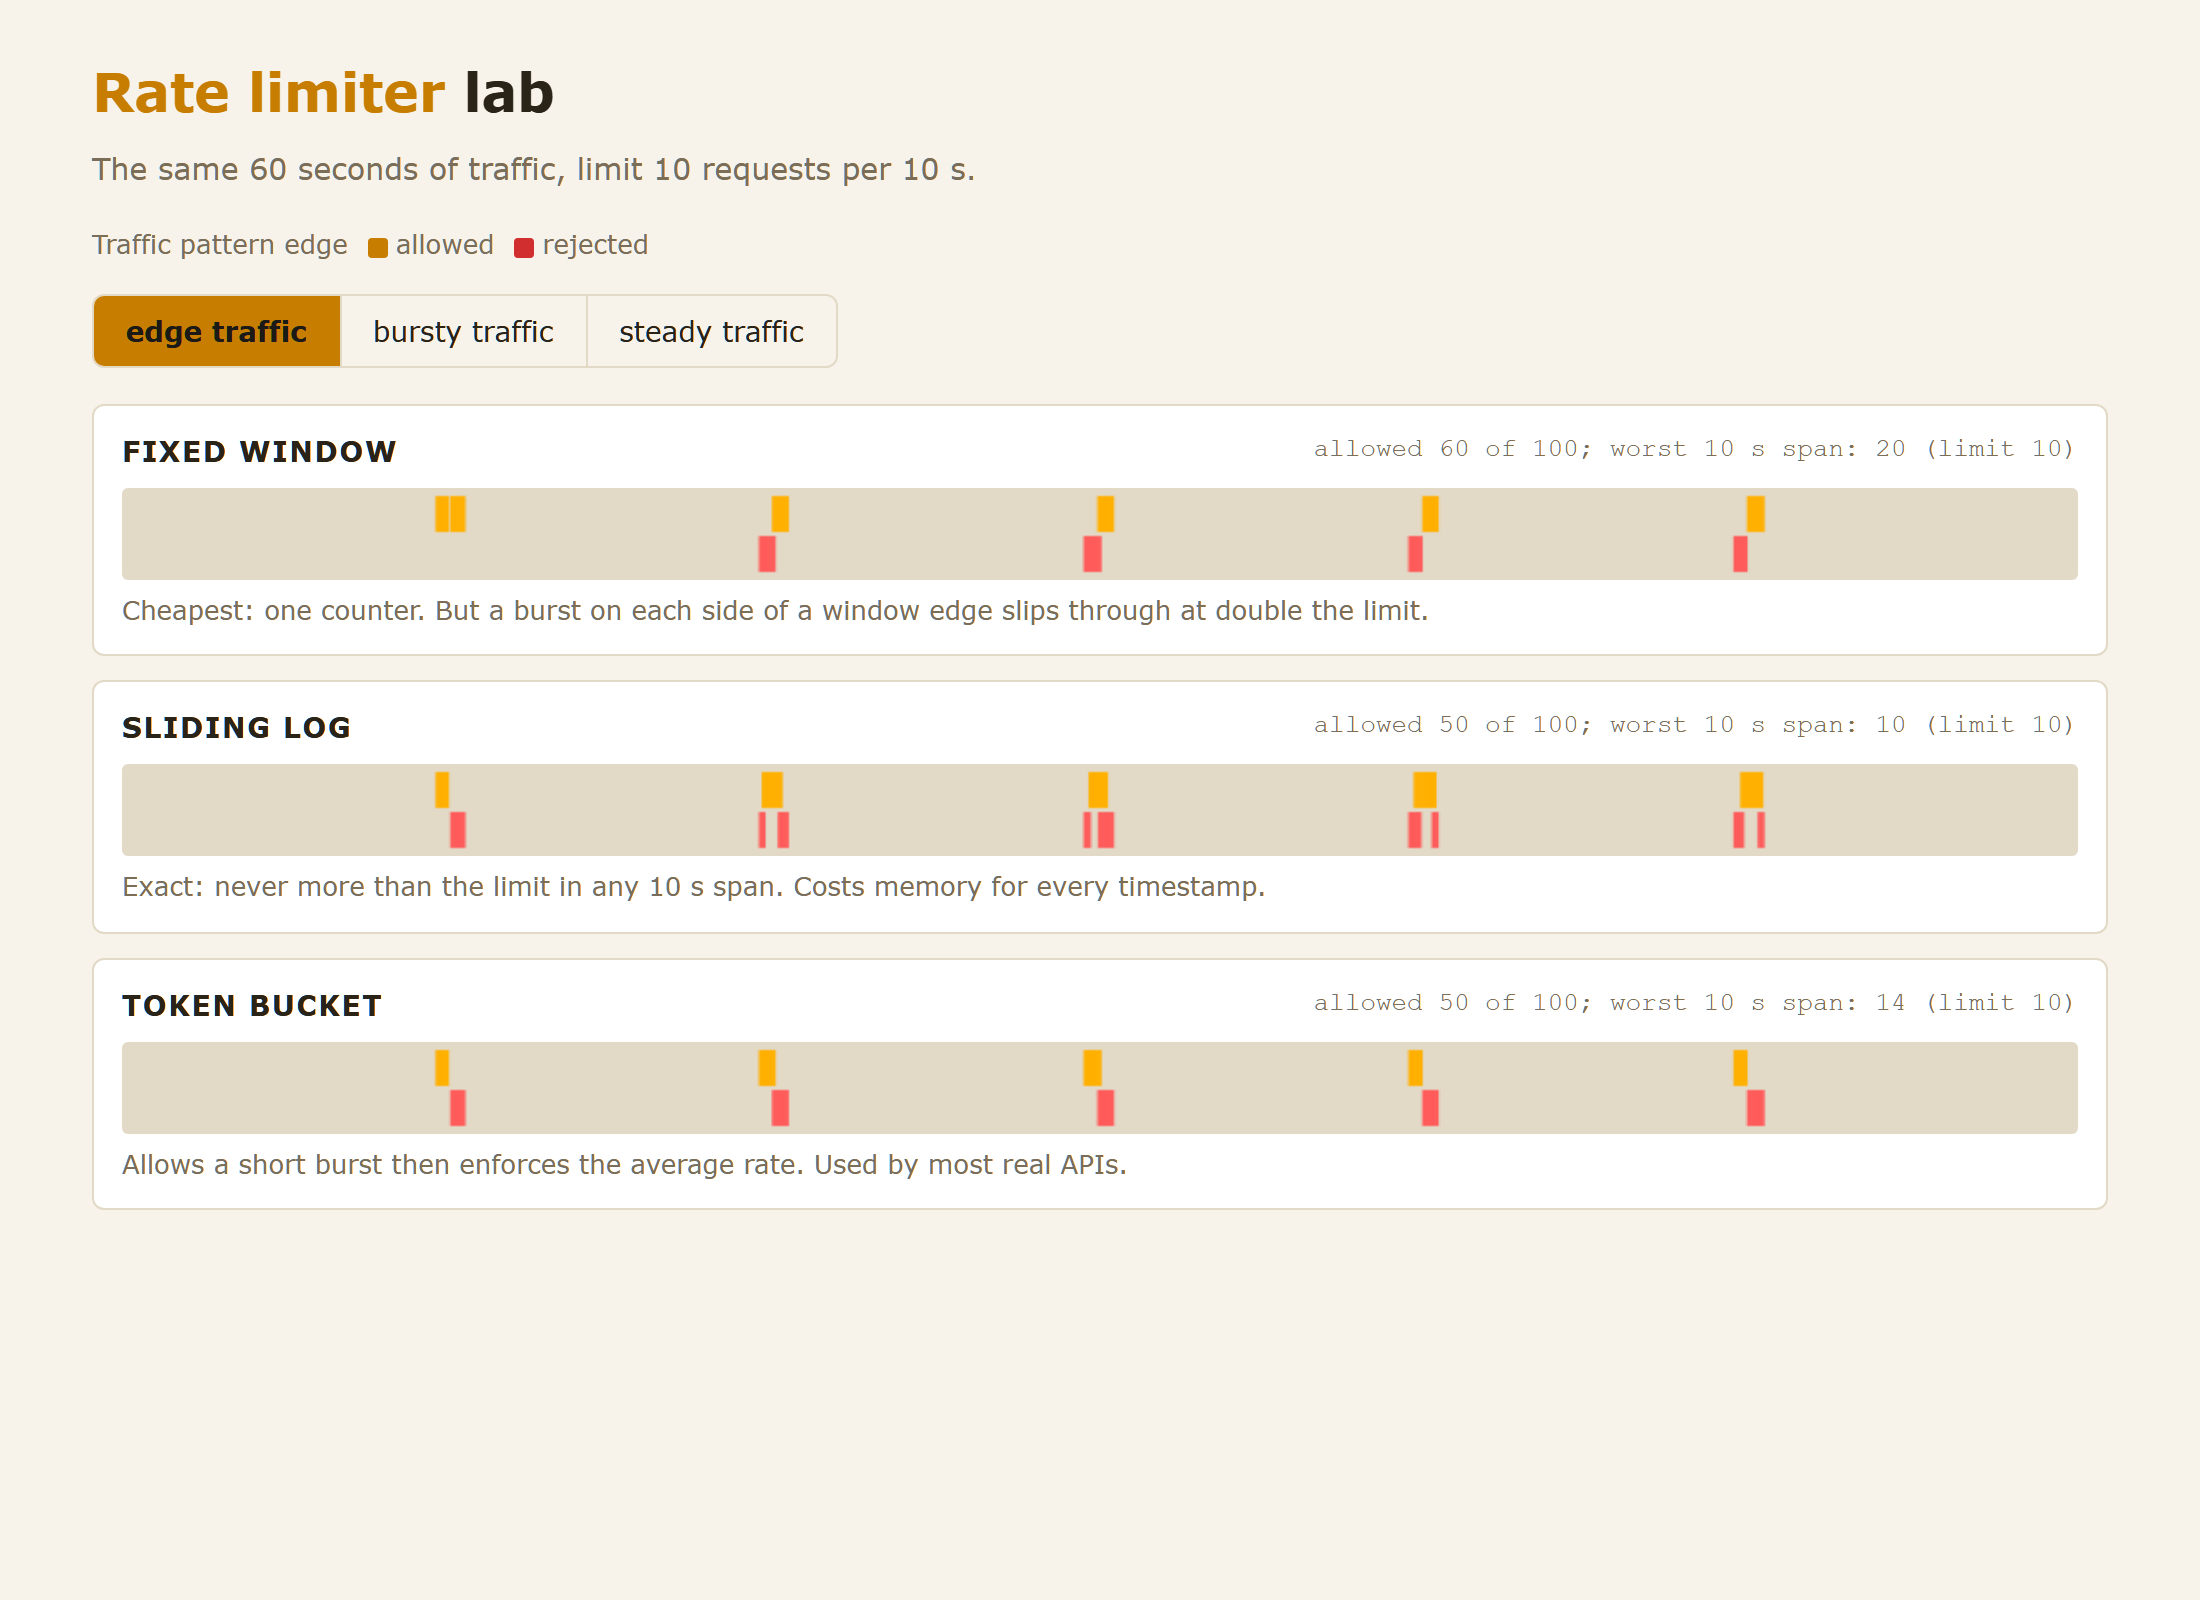 Rate limiter lab
The same 60 seconds of traffic, limit 10 requests per 10 s.
Traffic pattern edge allowed rejected
edge traffic bursty traffic steady traffic
FIXED WINDOW allowed 60 of 100; worst 10 s span: 20 (limit 10)
Cheapest: one counter. But a burst on each side of a window edge slips through at double the limit.
SLIDING LOG allowed 50 of 100; worst 10 s span: 10 (limit 10)
Exact: never more than the limit in any 10 s span. Costs memory for every timestamp.
TOKEN BUCKET allowed 50 of 100; worst 10 s span: 14 (limit 10)
Allows a short burst then enforces the average rate. Used by most real APIs.